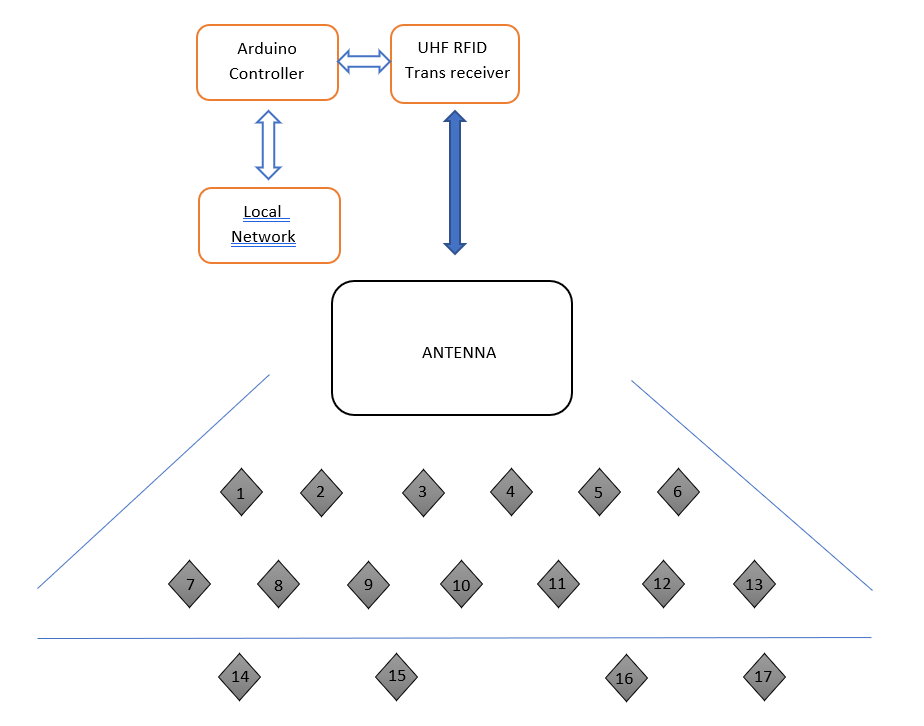 Arduino
Controller
UHF RFID
Trans receiver
Local
Network
ANTENNA
1 2 3 4 5 6
7 8 9 10 11 12 13
14 15 16 17